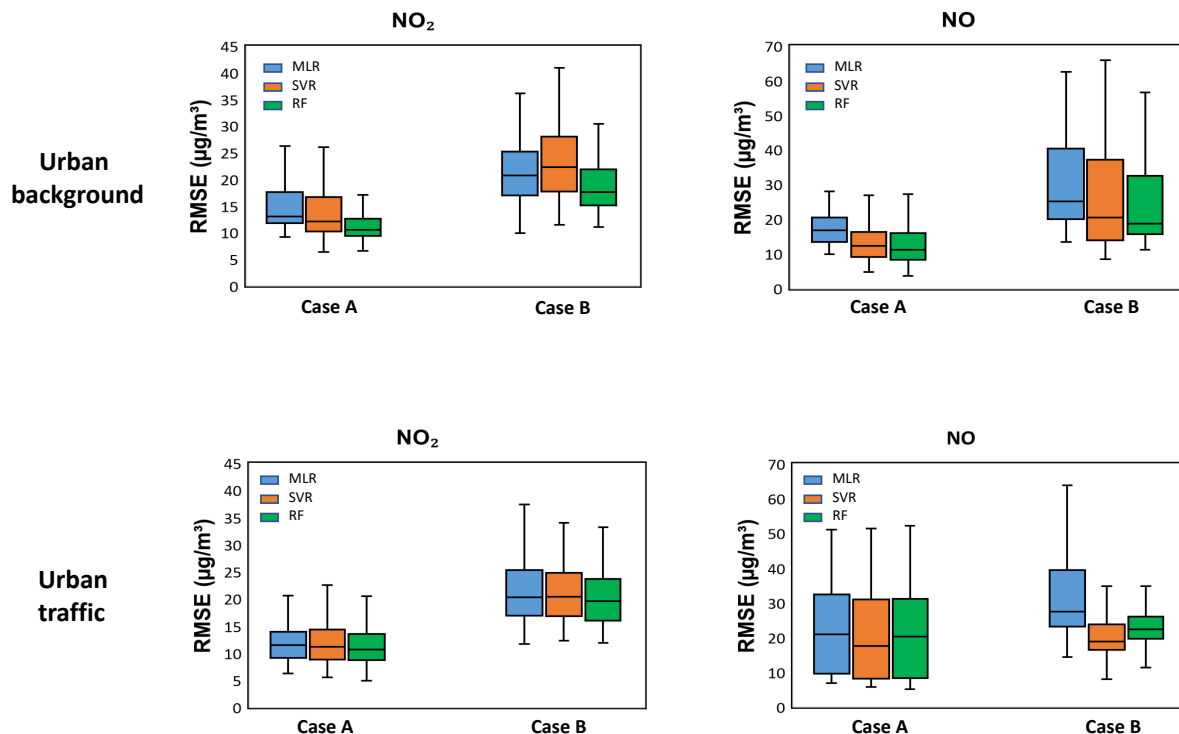 NO₂
45
40
35
30
25
20
15
10
5
0
RMSE (µg/m³)
MLR
SVR
RF
Case A
Case B
NO
70
60
50
40
30
20
10
0
RMSE (µg/m³)
MLR
SVR
RF
Case A
Case B
Urban
background
NO₂
45
40
35
30
25
20
15
10
5
0
RMSE (µg/m³)
MLR
SVR
RF
Case A
Case B
NO
70
60
50
40
30
20
10
0
RMSE (µg/m³)
MLR
SVR
RF
Case A
Case B
Urban
traffic